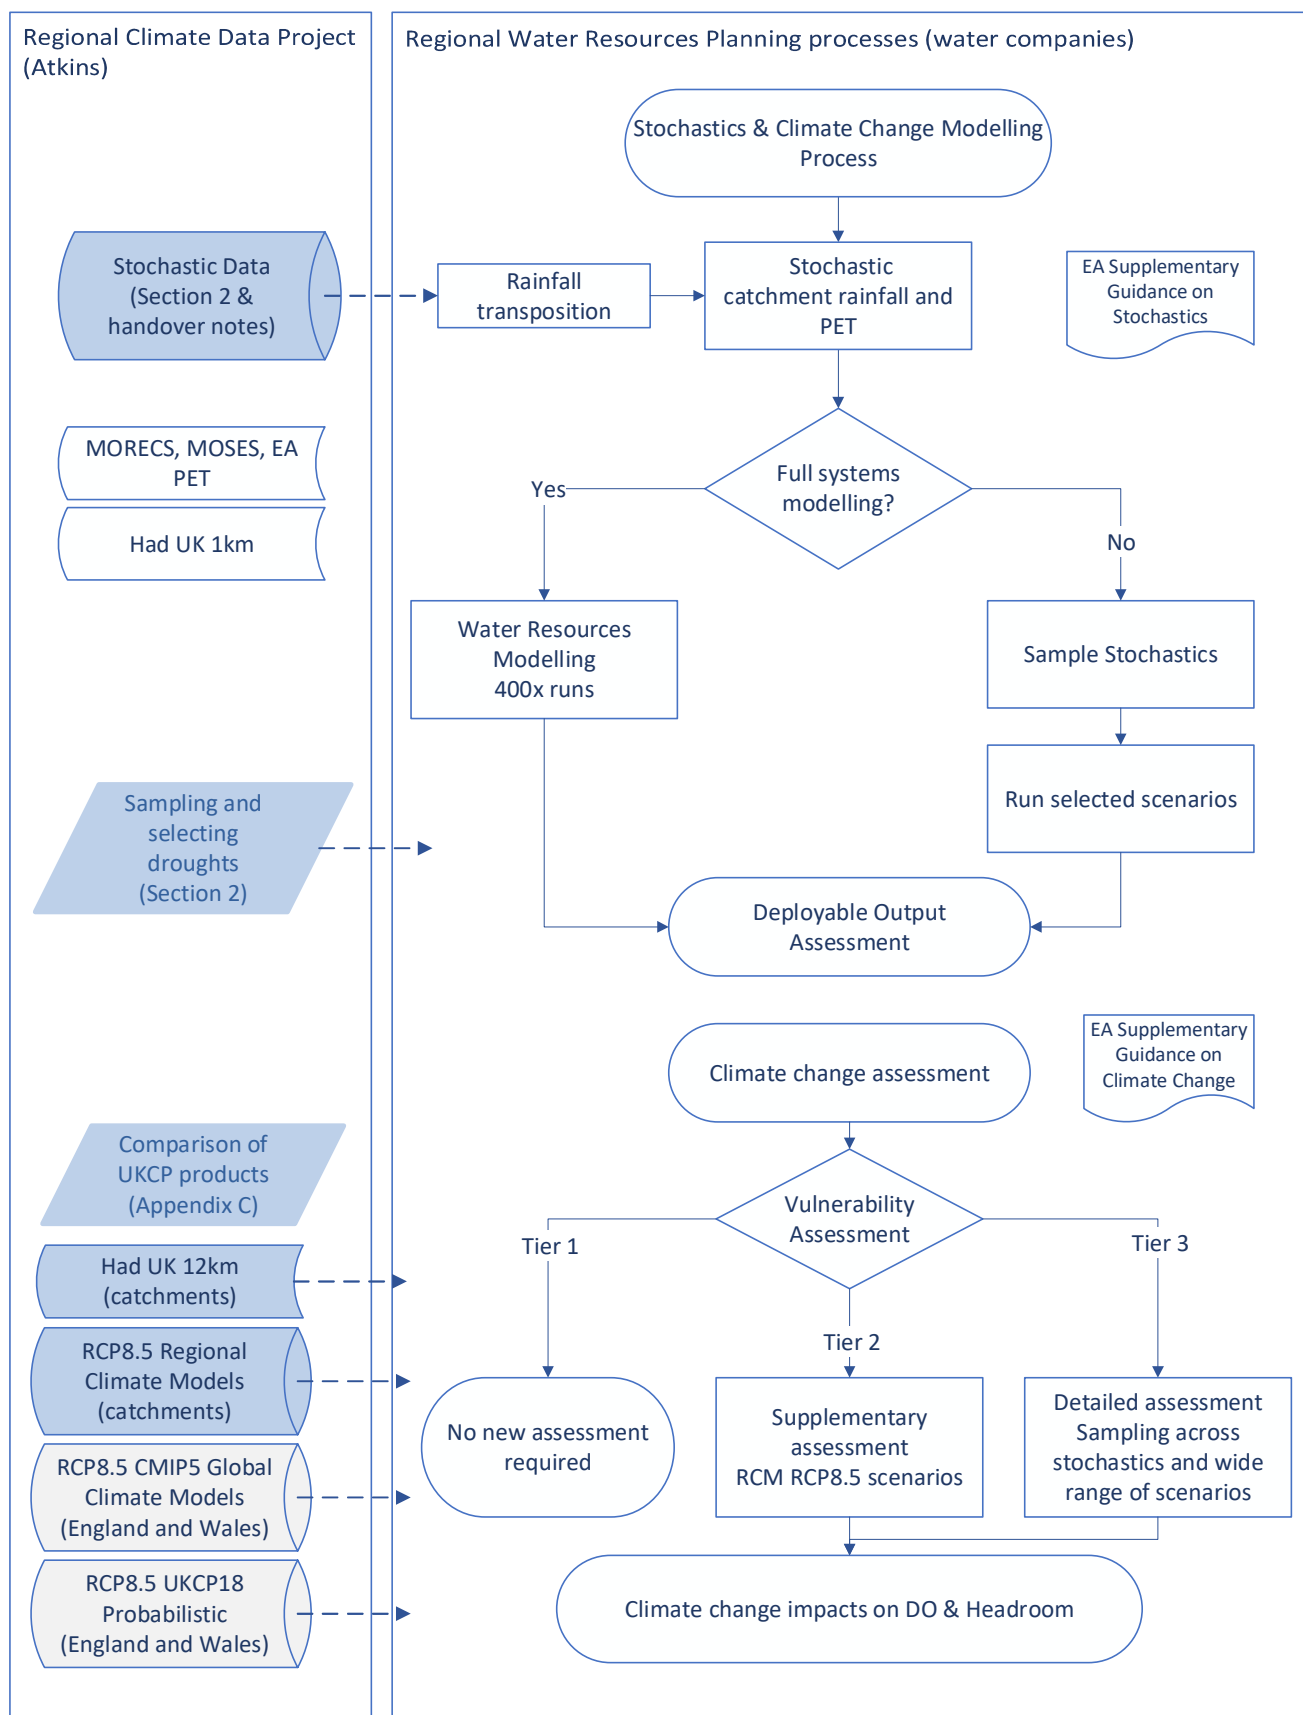 Regional Climate Data Project
(Atkins)
Stochastic Data
(Section 2 &
handover notes)
MORECS, MOSES, EA
PET
Had UK 1km
Sampling and
selecting
droughts
(Section 2)
Comparison of
UKCP products
(Appendix C)
Had UK 12km
(catchments)
RCP8.5 Regional
Climate Models
(catchments)
RCP8.5 CMIP5 Global
Climate Models
(England and Wales)
RCP8.5 UKCP18
Probabilistic
(England and Wales)
Regional Water Resources Planning processes (water companies)
Stochastics & Climate Change Modelling
Process
Rainfall
transposition
Stochastic
catchment rainfall and
PET
EA Supplementary
Guidance on
Stochastics
Full systems
modelling?
Yes
No
Water Resources
Modelling
400x runs
Sample Stochastics
Run selected scenarios
Deployable Output
Assessment
Climate change assessment
EA Supplementary
Guidance on
Climate Change
Vulnerability
Assessment
Tier 1
Tier 2
Tier 3
No new assessment
required
Supplementary
assessment
RCM RCP8.5 scenarios
Detailed assessment
Sampling across
stochastics and wide
range of scenarios
Climate change impacts on DO & Headroom